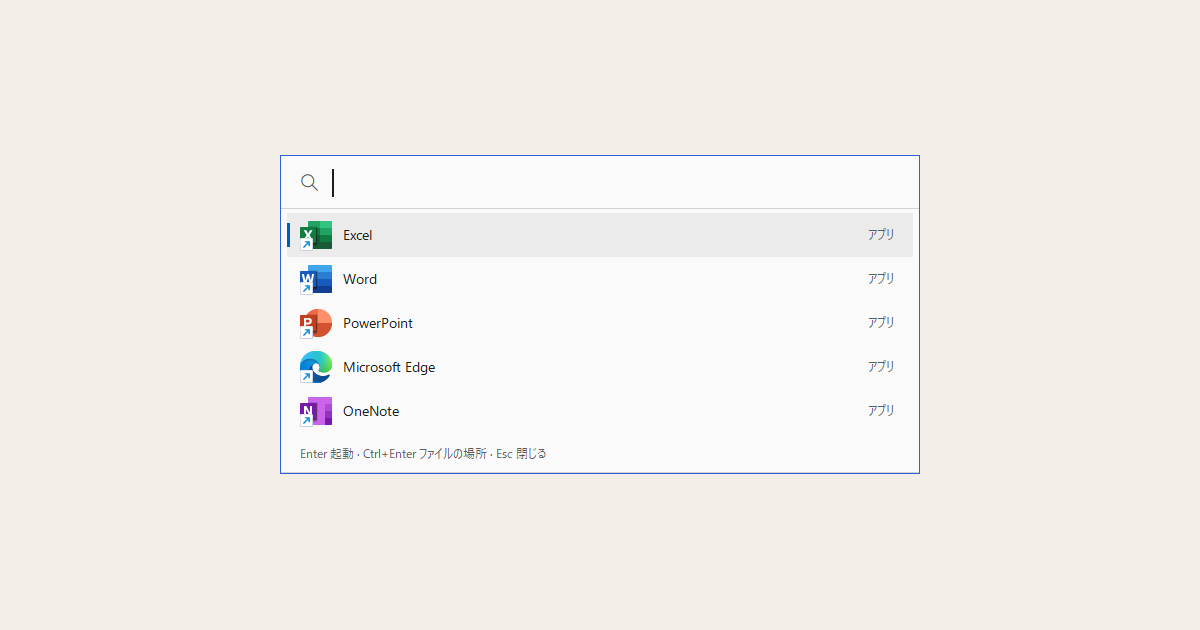 Excel アプリ
Word アプリ
PowerPoint アプリ
Microsoft Edge アプリ
OneNote アプリ
Enter 起動 · Ctrl+Enter ファイルの場所 · Esc 閉じる